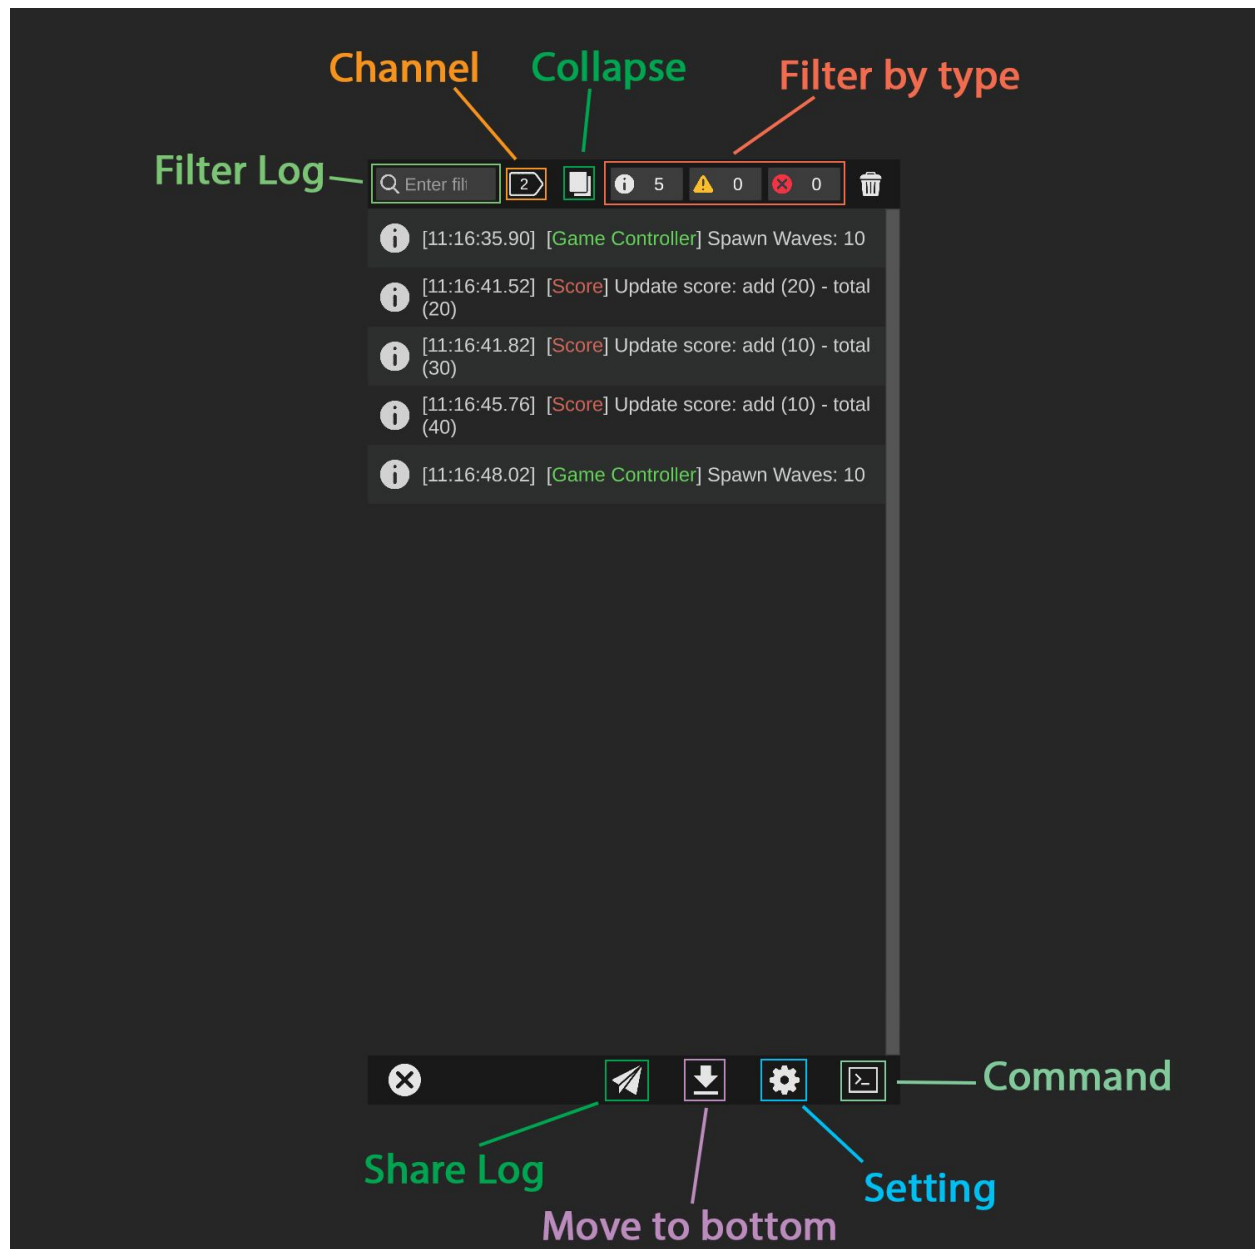 Channel
Collapse
Filter by type
Filter Log
Enter fil
2
5
0
0
[11:16:35.90] [Game Controller] Spawn Waves: 10
[11:16:41.52] [Score] Update score: add (20) - total
(20)
[11:16:41.82] [Score] Update score: add (10) - total
(30)
[11:16:45.76] [Score] Update score: add (10) - total
(40)
[11:16:48.02] [Game Controller] Spawn Waves: 10
Command
Share Log
Setting
Move to bottom